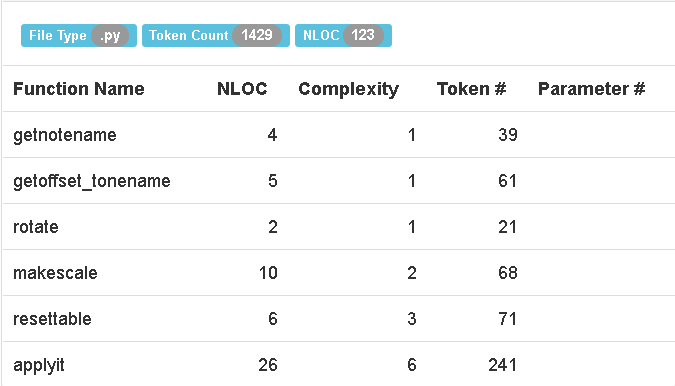 File Type .py Token Count 1429 NLOC 123
Function Name NLOC Complexity Token # Parameter #
getnotename 4 1 39
getoffset_tonename 5 1 61
rotate 2 1 21
makescale 10 2 68
resettable 6 3 71
applyit 26 6 241